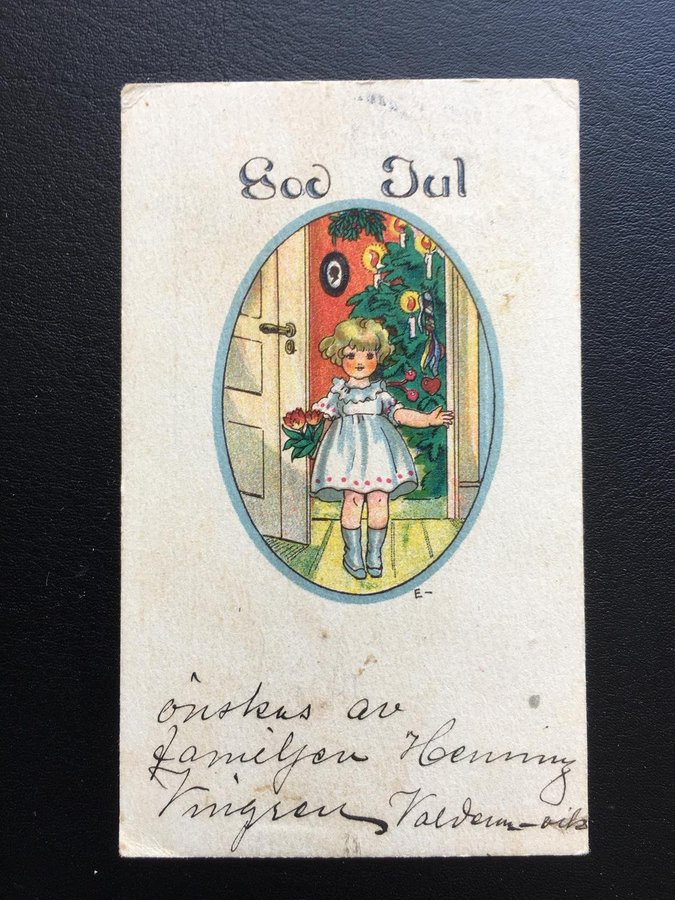 God Jul
E-
önskas av
familjen Henning
Vingren Valdem-vik